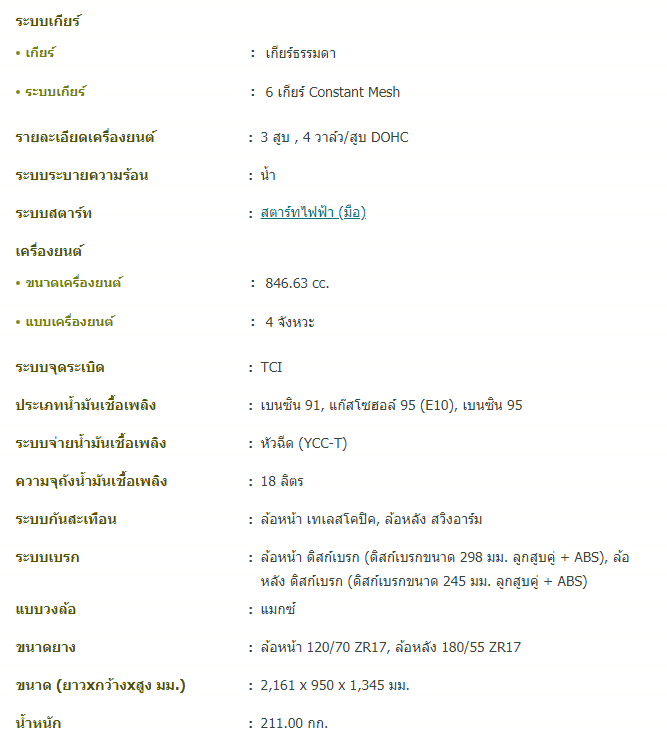 ระบบเกียร์
• เกียร์ : เกียร์ธรรมดา
• ระบบเกียร์ : 6 เกียร์ Constant Mesh
รายละเอียดเครื่องยนต์ : 3 สูบ , 4 วาล์ว/สูบ DOHC
ระบบระบายความร้อน : น้ำ
ระบบสตาร์ท : สตาร์ทไฟฟ้า (มือ)
เครื่องยนต์
• ขนาดเครื่องยนต์ : 846.63 cc.
• แบบเครื่องยนต์ : 4 จังหวะ
ระบบจุดระเบิด : TCI
ประเภทน้ำมันเชื้อเพลิง : เบนซิน 91, แก๊สโซฮอล์ 95 (E10), เบนซิน 95
ระบบจ่ายน้ำมันเชื้อเพลิง : หัวฉีด (YCC-T)
ความจุถังน้ำมันเชื้อเพลิง : 18 ลิตร
ระบบกันสะเทือน : ล้อหน้า เทเลสโคปิค, ล้อหลัง สวิงอาร์ม
ระบบเบรก : ล้อหน้า ดิสก์เบรก (ดิสก์เบรกขนาด 298 มม. ลูกสูบคู่ + ABS), ล้อ
หลัง ดิสก์เบรก (ดิสก์เบรกขนาด 245 มม. ลูกสูบคู่ + ABS)
แบบวงล้อ : แมกซ์
ขนาดยาง : ล้อหน้า 120/70 ZR17, ล้อหลัง 180/55 ZR17
ขนาด (ยาวxกว้างxสูง มม.) : 2,161 x 950 x 1,345 มม.
น้ำหนัก : 211.00 กก.